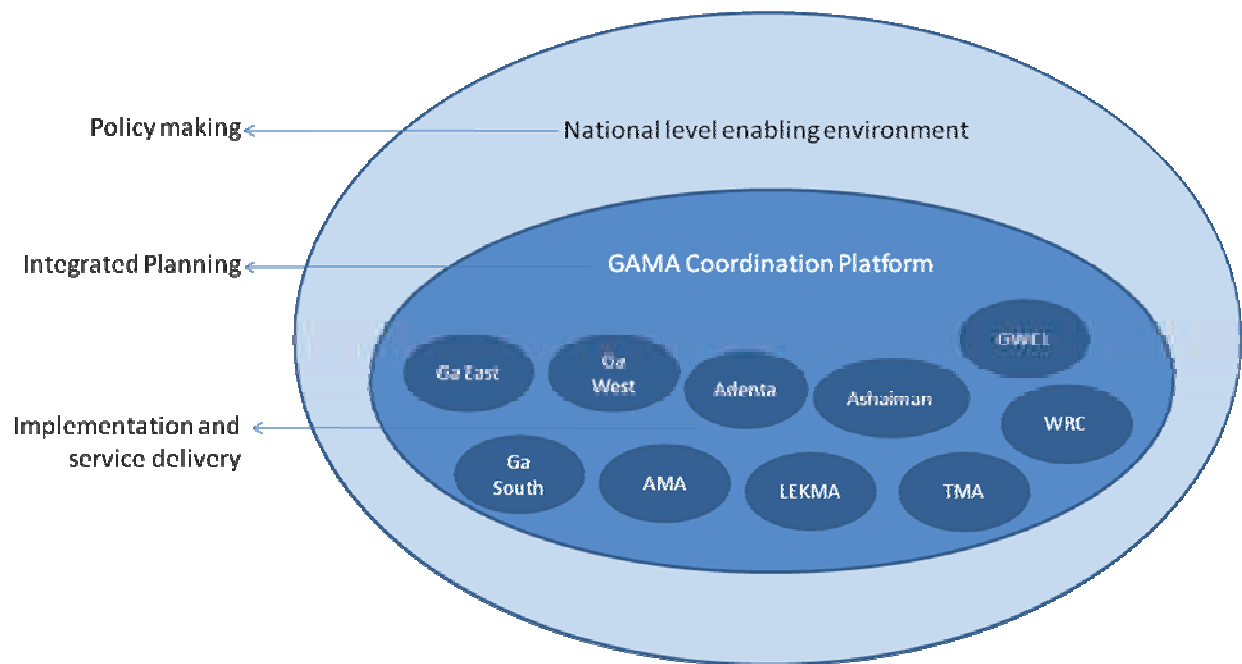 Policy making
National level enabling environment
Integrated Planning
GAMA Coordination Platform
GWCL
Ga East
Ga
West
Adenta
Ashaiman
Implementation and
service delivery
WRC
Ga
South
AMA
LEKMA
TMA